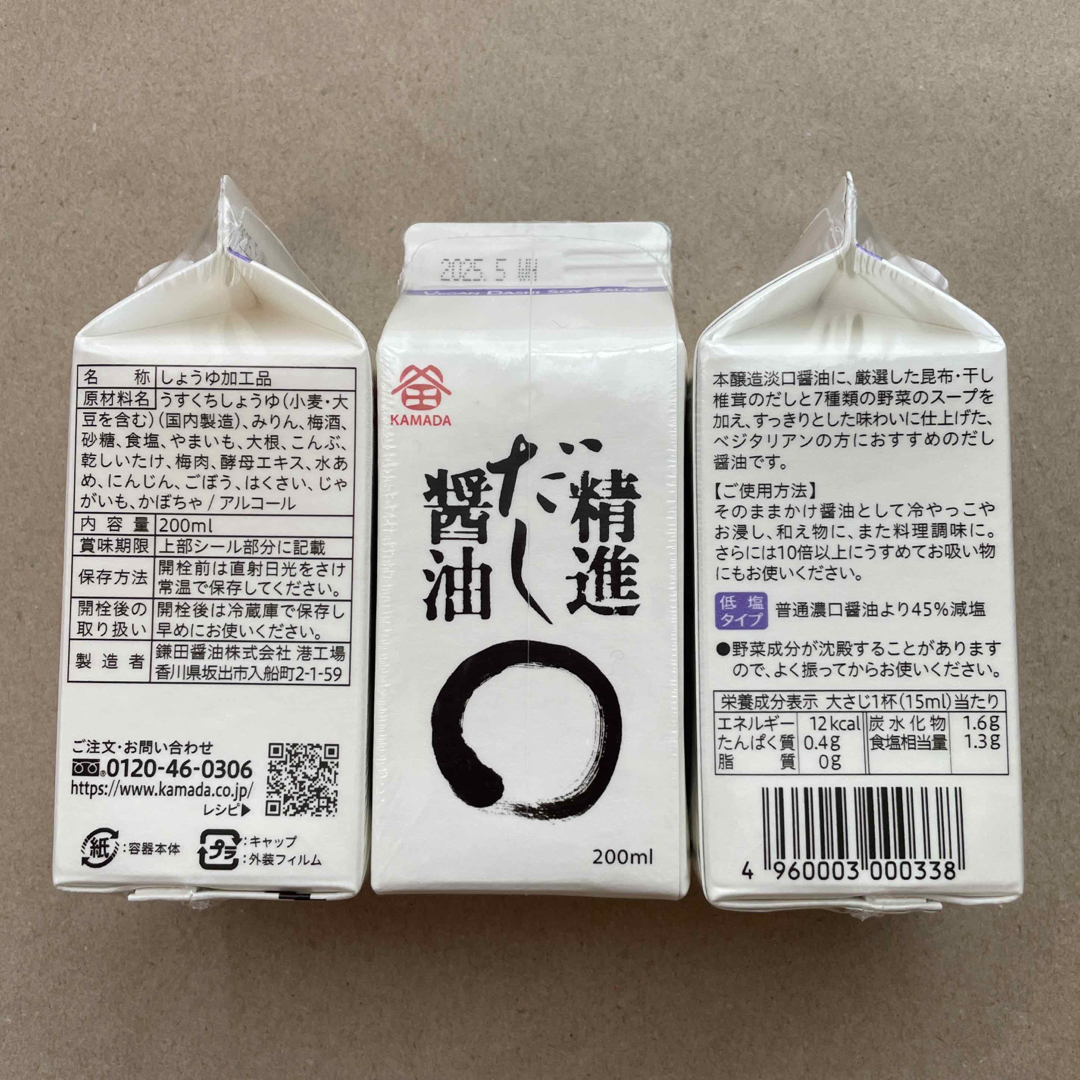 名称 しょうゆ加工品
原材料名 うすくちしょうゆ(小麦・大
豆を含む)(国内製造)、みりん、梅酒、
砂糖、食塩、やまいも、大根、こんぶ、
乾しいたけ、梅肉、酵母エキス、水あ
め、にんじん、ごぼう、はくさい、じゃ
がいも、かぼちゃ / アルコール
内容量 200ml
賞味期限 上部シール部分に記載
保存方法 開栓前は直射日光をさけ
常温で保存してください。
開栓後の 開栓後は冷蔵庫で保存し
取り扱い 早めにお使いください。
製造者 鎌田醤油株式会社 港工場
香川県坂出市入船町2-1-59
ご注文・お問い合わせ
0120-46-0306
https://www.kamada.co.jp/
レシピ▶
紙 :容器本体
プラ :キャップ
:外装フィルム
2025. 5 WH
VEGAN DASHI SOY SAUCE
KAMADA
精進
だし
醤油
200ml
本醸造淡口醤油に、厳選した昆布・干し
椎茸のだしと7種類の野菜のスープを
加え、すっきりとした味わいに仕上げた、
ベジタリアンの方におすすめのだし
醤油です。
【ご使用方法】
そのままかけ醤油として冷やっこや
お浸し、和え物に、また料理調味に。
さらには10倍以上にうすめてお吸い物
にもお使いください。
低塩
タイプ 普通濃口醤油より45%減塩
●野菜成分が沈殿することがあります
ので、よく振ってからお使いください。
栄養成分表示 大さじ1杯(15ml)当たり
エネルギー 12kcal 炭水化物 1.6g
たんぱく質 0.4g 食塩相当量 1.3g
脂質 0g
4 960003 000338